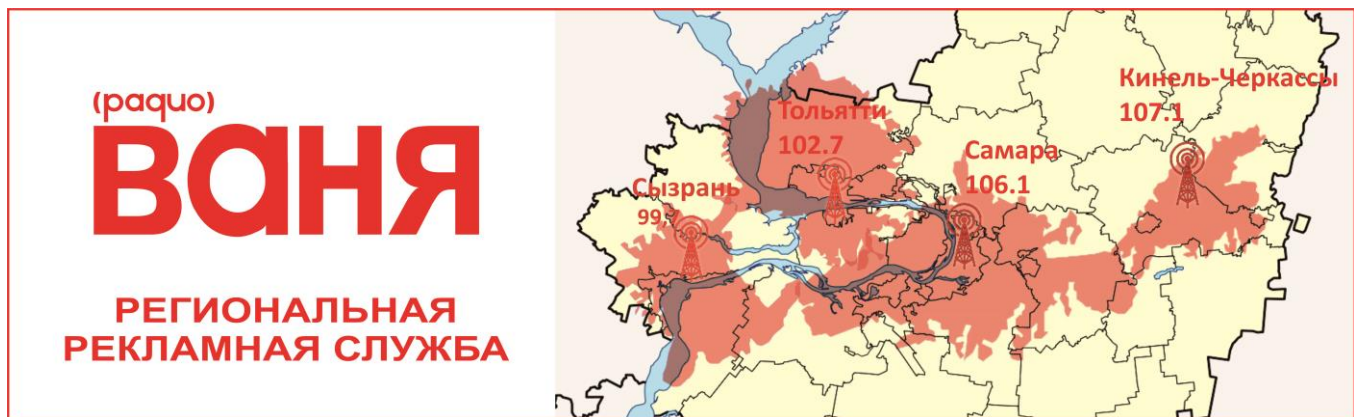 (радио)
ВАНЯ
РЕГИОНАЛЬНАЯ
РЕКЛАМНАЯ СЛУЖБА
Сызрань
Тольятти
102.7
Самара
106.1
Кинель-Черкассы
107.1